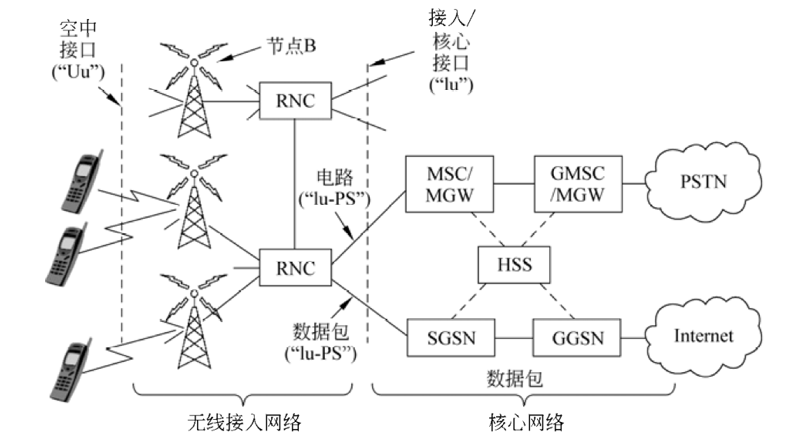 空中
接口
(“Uu”)
节点B
接入/
核心
接口
(“lu”)
RNC
电路
(“lu-PS”)
MSC/
MGW
GMSC
/MGW
PSTN
RNC
HSS
数据包
(“lu-PS”)
SGSN
GGSN
Internet
数据包
无线接入网络
核心网络